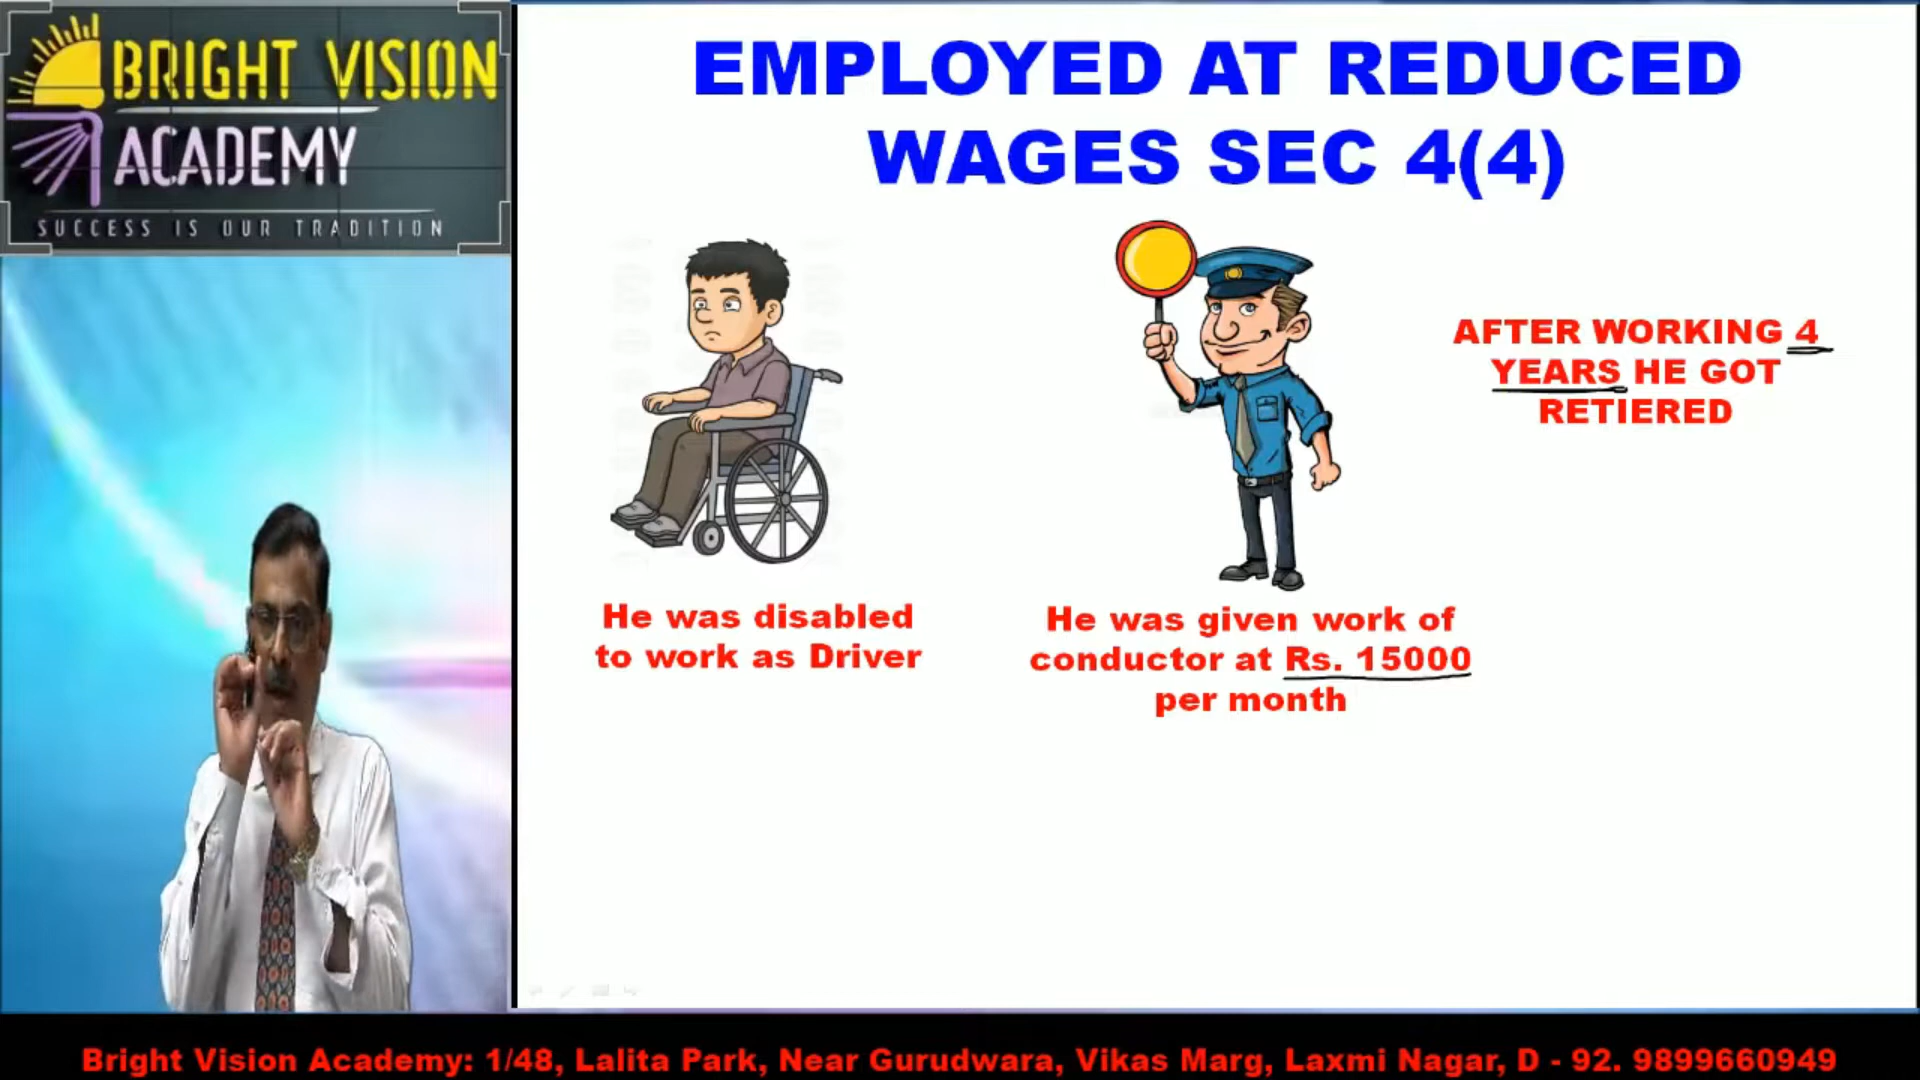 BRIGHT VISION
ACADEMY
SUCCESS IS OUR TRADITION
EMPLOYED AT REDUCED
WAGES SEC 4(4)
AFTER WORKING 4
YEARS HE GOT
RETIERED
He was disabled
to work as Driver
He was given work of
conductor at Rs. 15000
per month
Bright Vision Academy: 1/48, Lalita Park, Near Gurudwara, Vikas Marg, Laxmi Nagar, D - 92. 9899660949